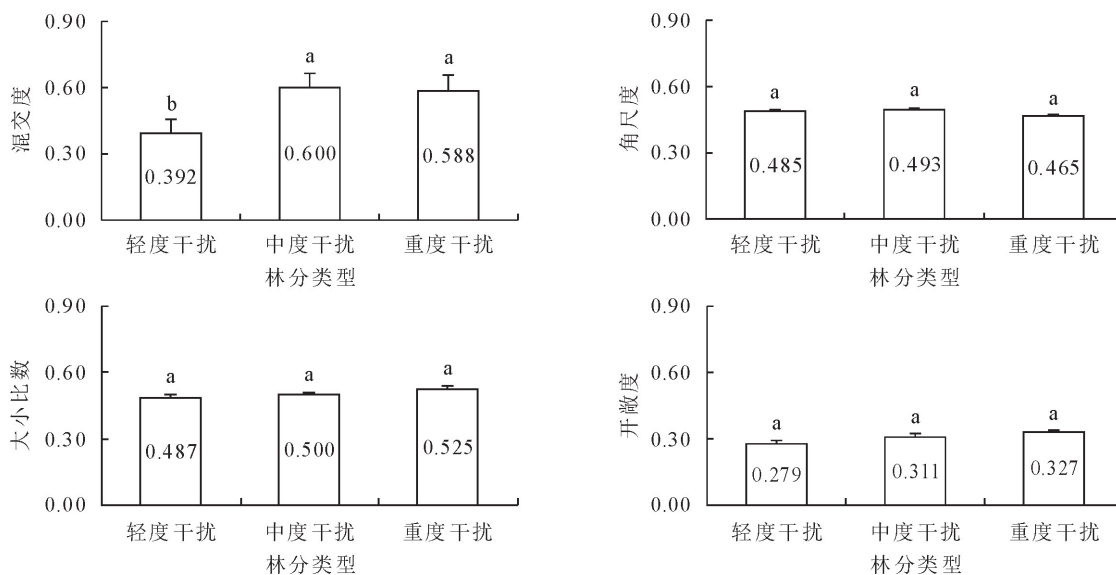 0.90
0.60
0.30
0.00
混交度
b
a
a
0.392
0.600
0.588
轻度干扰
中度干扰
重度干扰
林分类型
0.90
0.60
0.30
0.00
角尺度
a
a
a
0.485
0.493
0.465
轻度干扰
中度干扰
重度干扰
林分类型
0.90
0.60
0.30
0.00
大小比数
a
a
a
0.487
0.500
0.525
轻度干扰
中度干扰
重度干扰
林分类型
0.90
0.60
0.30
0.00
开敞度
a
a
a
0.279
0.311
0.327
轻度干扰
中度干扰
重度干扰
林分类型